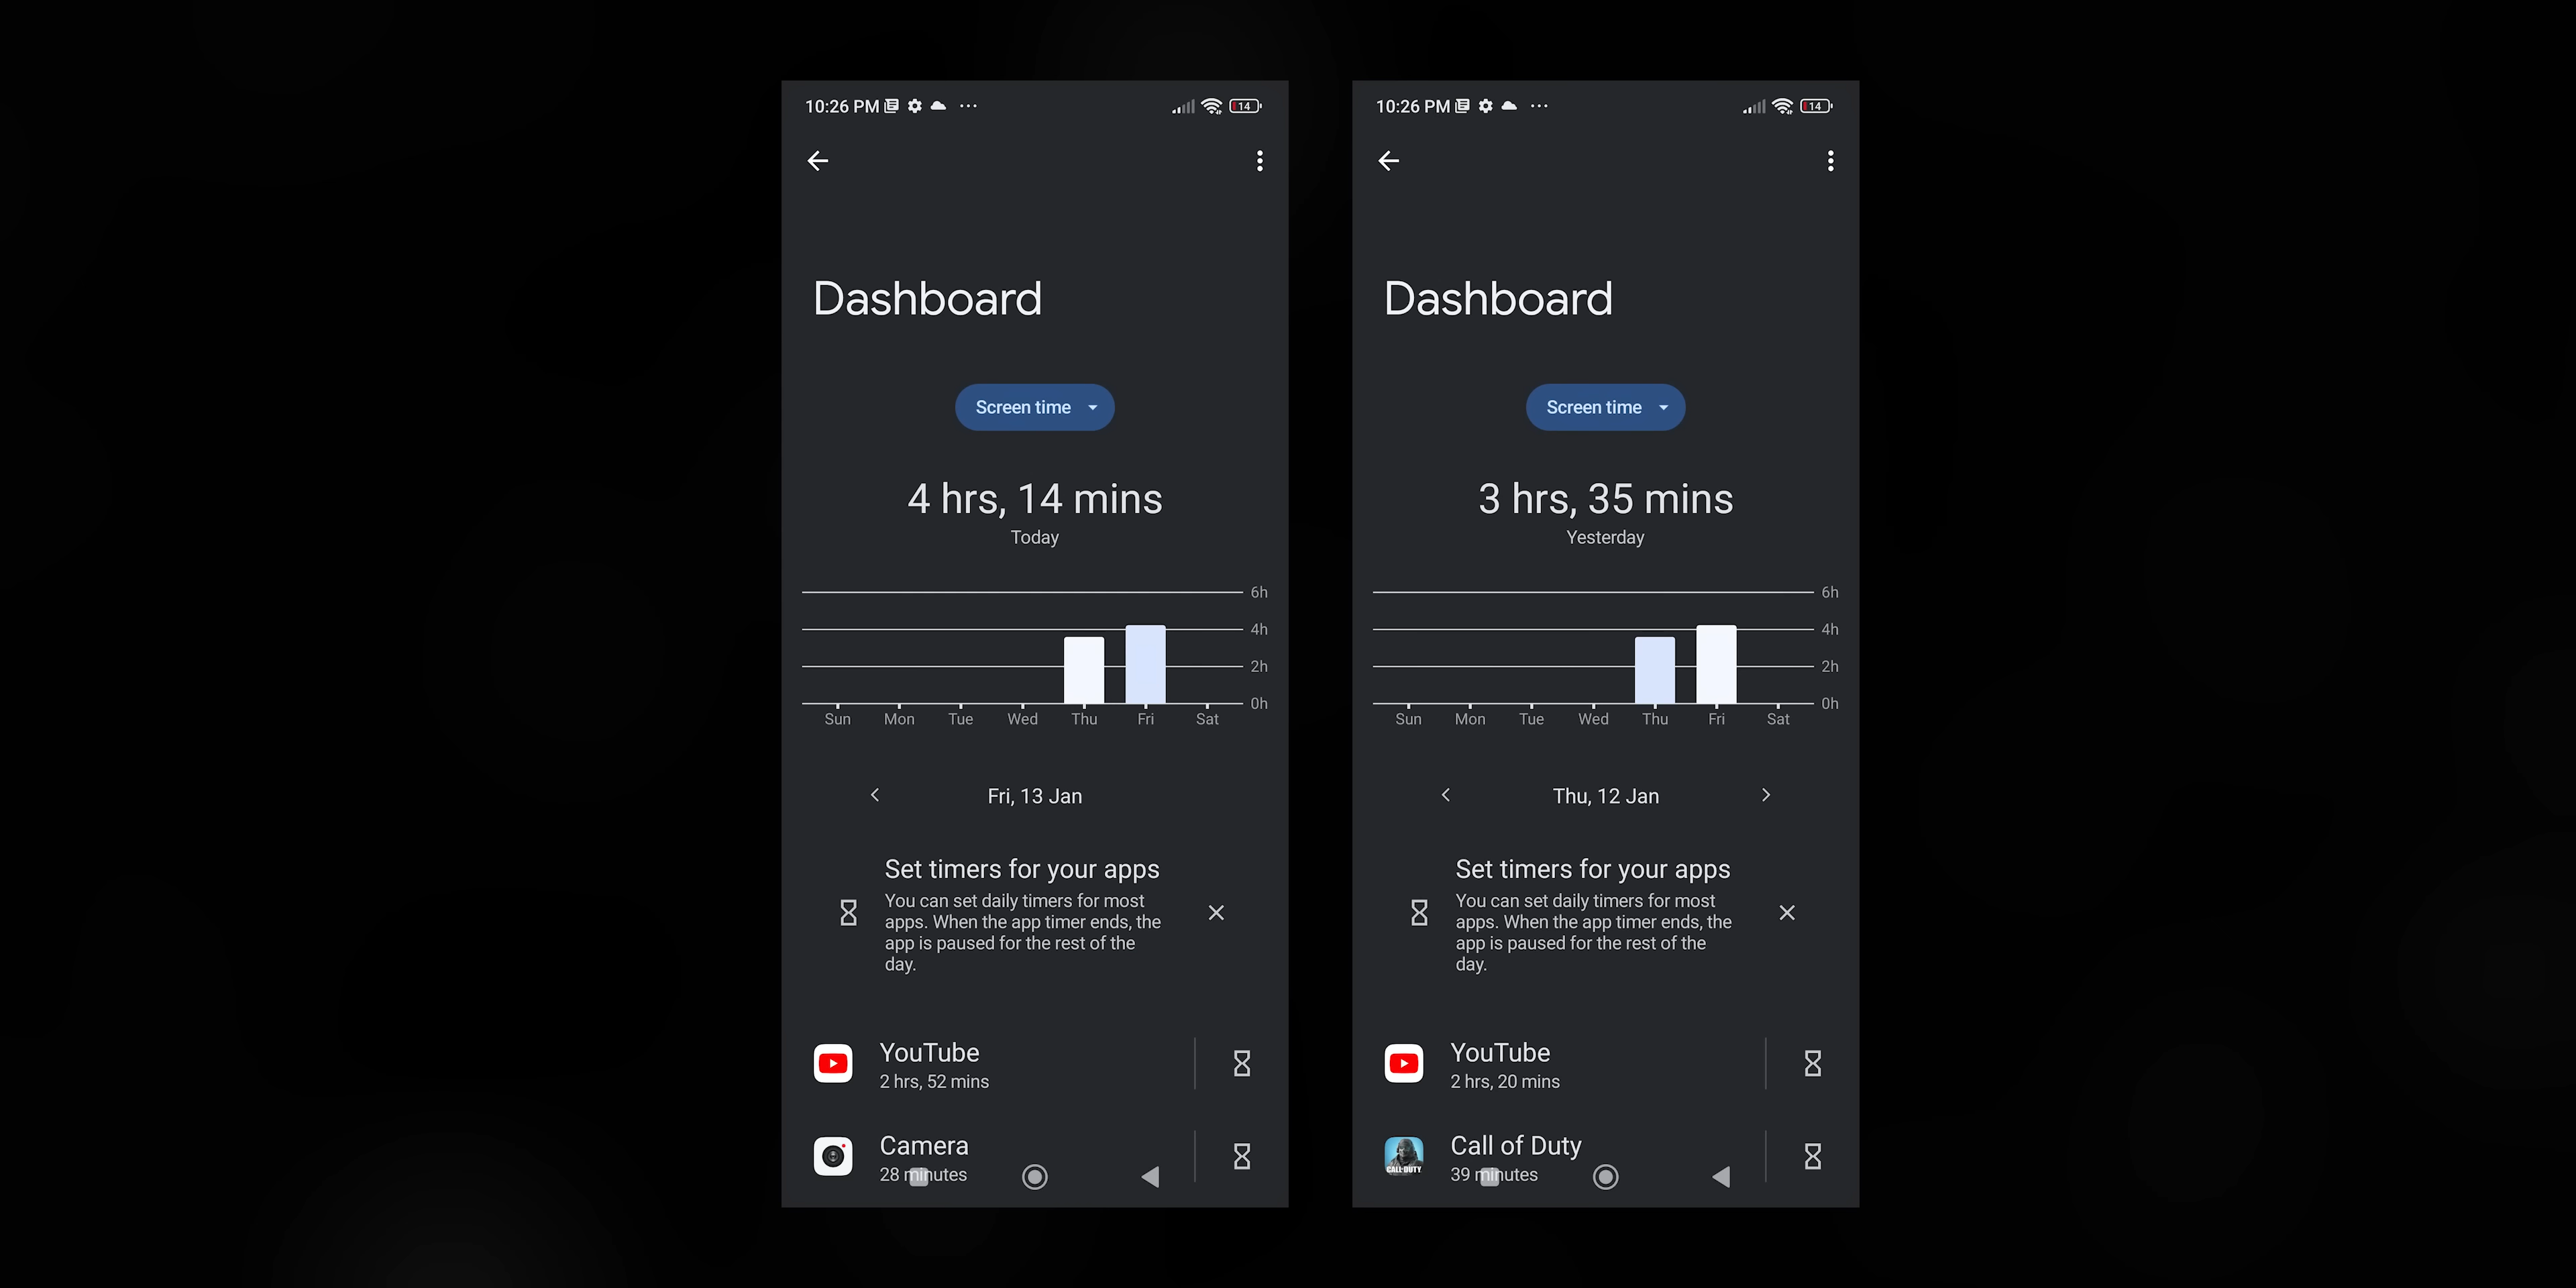 10:26 PM
14
Dashboard
Screen time
4 hrs, 14 mins
Today
6h
4h
2h
0h
Sun Mon Tue Wed Thu Fri Sat
Fri, 13 Jan
Set timers for your apps
You can set daily timers for most
apps. When the app timer ends, the
app is paused for the rest of the
day.
YouTube
2 hrs, 52 mins
Camera
28 minutes
10:26 PM
14
Dashboard
Screen time
3 hrs, 35 mins
Yesterday
6h
4h
2h
0h
Sun Mon Tue Wed Thu Fri Sat
Thu, 12 Jan
Set timers for your apps
You can set daily timers for most
apps. When the app timer ends, the
app is paused for the rest of the
day.
YouTube
2 hrs, 20 mins
CALL·DUTY
Call of Duty
39 minutes